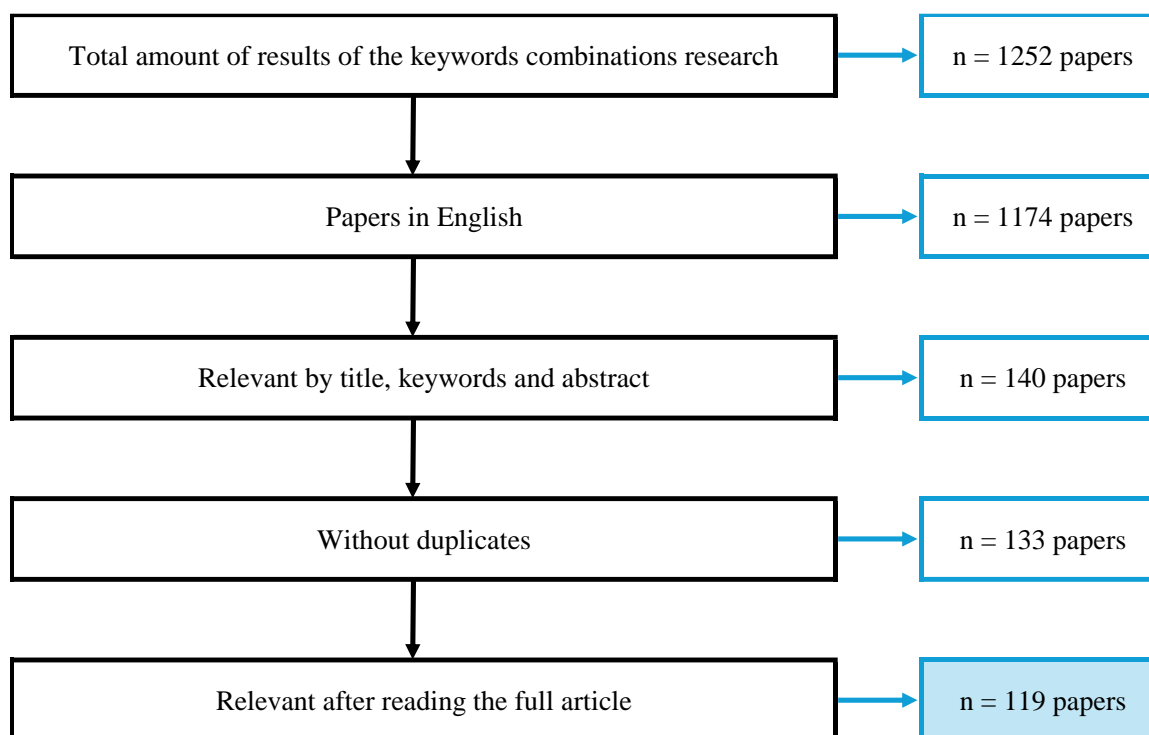 Total amount of results of the keywords combinations research
n = 1252 papers
Papers in English
n = 1174 papers
Relevant by title, keywords and abstract
n = 140 papers
Without duplicates
n = 133 papers
Relevant after reading the full article
n = 119 papers